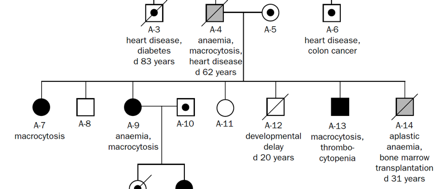 A-3
heart disease,
diabetes
d 83 years
A-4
anaemia,
macrocytosis,
heart disease
d 62 years
A-5
A-6
heart disease,
colon cancer
A-7
macrocytosis
A-8
A-9
anaemia,
macrocytosis
A-10
A-11
A-12
developmental
delay
d 20 years
A-13
macrocytosis,
thrombo-
cytopenia
A-14
aplastic
anaemia,
bone marrow
transplantation
d 31 years